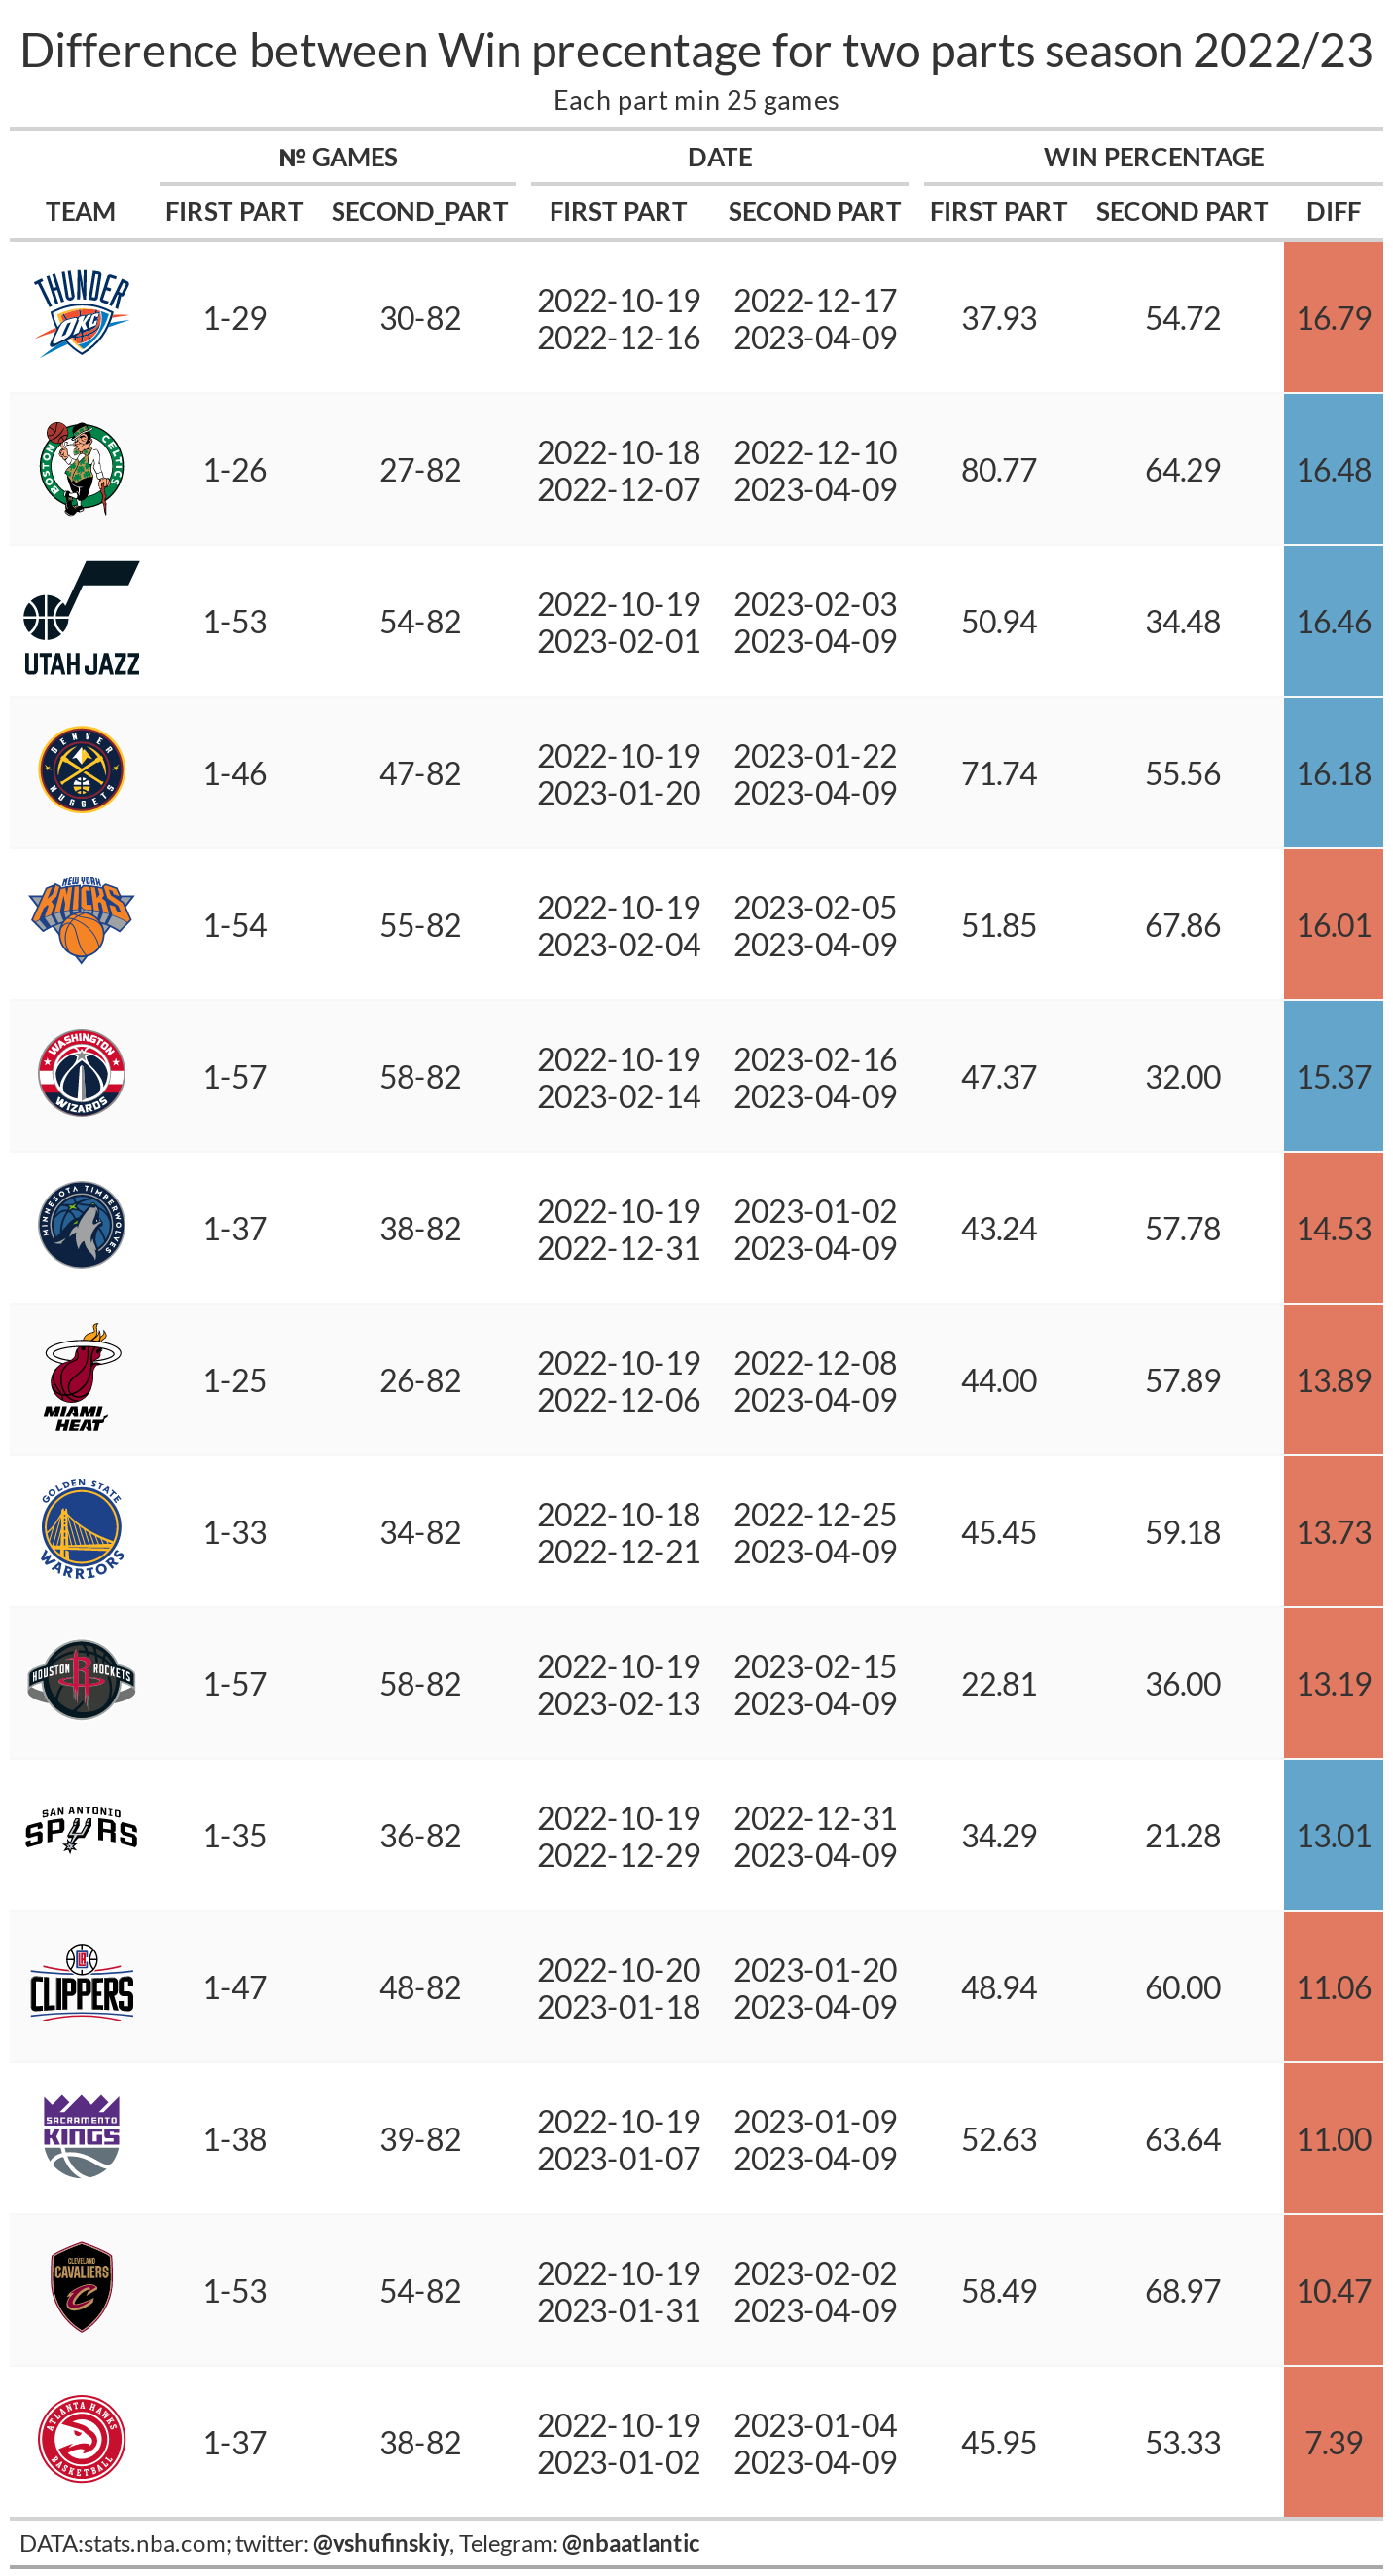 Difference between Win precentage for two parts season 2022/23
Each part min 25 games
№ GAMES DATE WIN PERCENTAGE
TEAM FIRST PART SECOND_PART FIRST PART SECOND PART FIRST PART SECOND PART DIFF
THUNDER OKC 1-29 30-82 2022-10-19 2022-12-17 37.93 54.72 16.79
2022-12-16 2023-04-09
BOSTON CELTICS 1-26 27-82 2022-10-18 2022-12-10 80.77 64.29 16.48
2022-12-07 2023-04-09
UTAH JAZZ 1-53 54-82 2022-10-19 2023-02-03 50.94 34.48 16.46
2023-02-01 2023-04-09
DENVER NUGGETS 1-46 47-82 2022-10-19 2023-01-22 71.74 55.56 16.18
2023-01-20 2023-04-09
NEW YORK KNICKS 1-54 55-82 2022-10-19 2023-02-05 51.85 67.86 16.01
2023-02-04 2023-04-09
WASHINGTON WIZARDS 1-57 58-82 2022-10-19 2023-02-16 47.37 32.00 15.37
2023-02-14 2023-04-09
MINNESOTA TIMBERWOLVES 1-37 38-82 2022-10-19 2023-01-02 43.24 57.78 14.53
2022-12-31 2023-04-09
MIAMI HEAT 1-25 26-82 2022-10-19 2022-12-08 44.00 57.89 13.89
2022-12-06 2023-04-09
GOLDEN STATE WARRIORS 1-33 34-82 2022-10-18 2022-12-25 45.45 59.18 13.73
2022-12-21 2023-04-09
HOUSTON R ROCKETS 1-57 58-82 2022-10-19 2023-02-15 22.81 36.00 13.19
2023-02-13 2023-04-09
SAN ANTONIO SPURS 1-35 36-82 2022-10-19 2022-12-31 34.29 21.28 13.01
2022-12-29 2023-04-09
CLIPPERS 1-47 48-82 2022-10-20 2023-01-20 48.94 60.00 11.06
2023-01-18 2023-04-09
SACRAMENTO KINGS 1-38 39-82 2022-10-19 2023-01-09 52.63 63.64 11.00
2023-01-07 2023-04-09
CLEVELAND CAVALIERS C 1-53 54-82 2022-10-19 2023-02-02 58.49 68.97 10.47
2023-01-31 2023-04-09
ATLANTA HAWKS BASKETBALL 1-37 38-82 2022-10-19 2023-01-04 45.95 53.33 7.39
2023-01-02 2023-04-09
DATA:stats.nba.com; twitter: @vshufinskiy, Telegram: @nbaatlantic